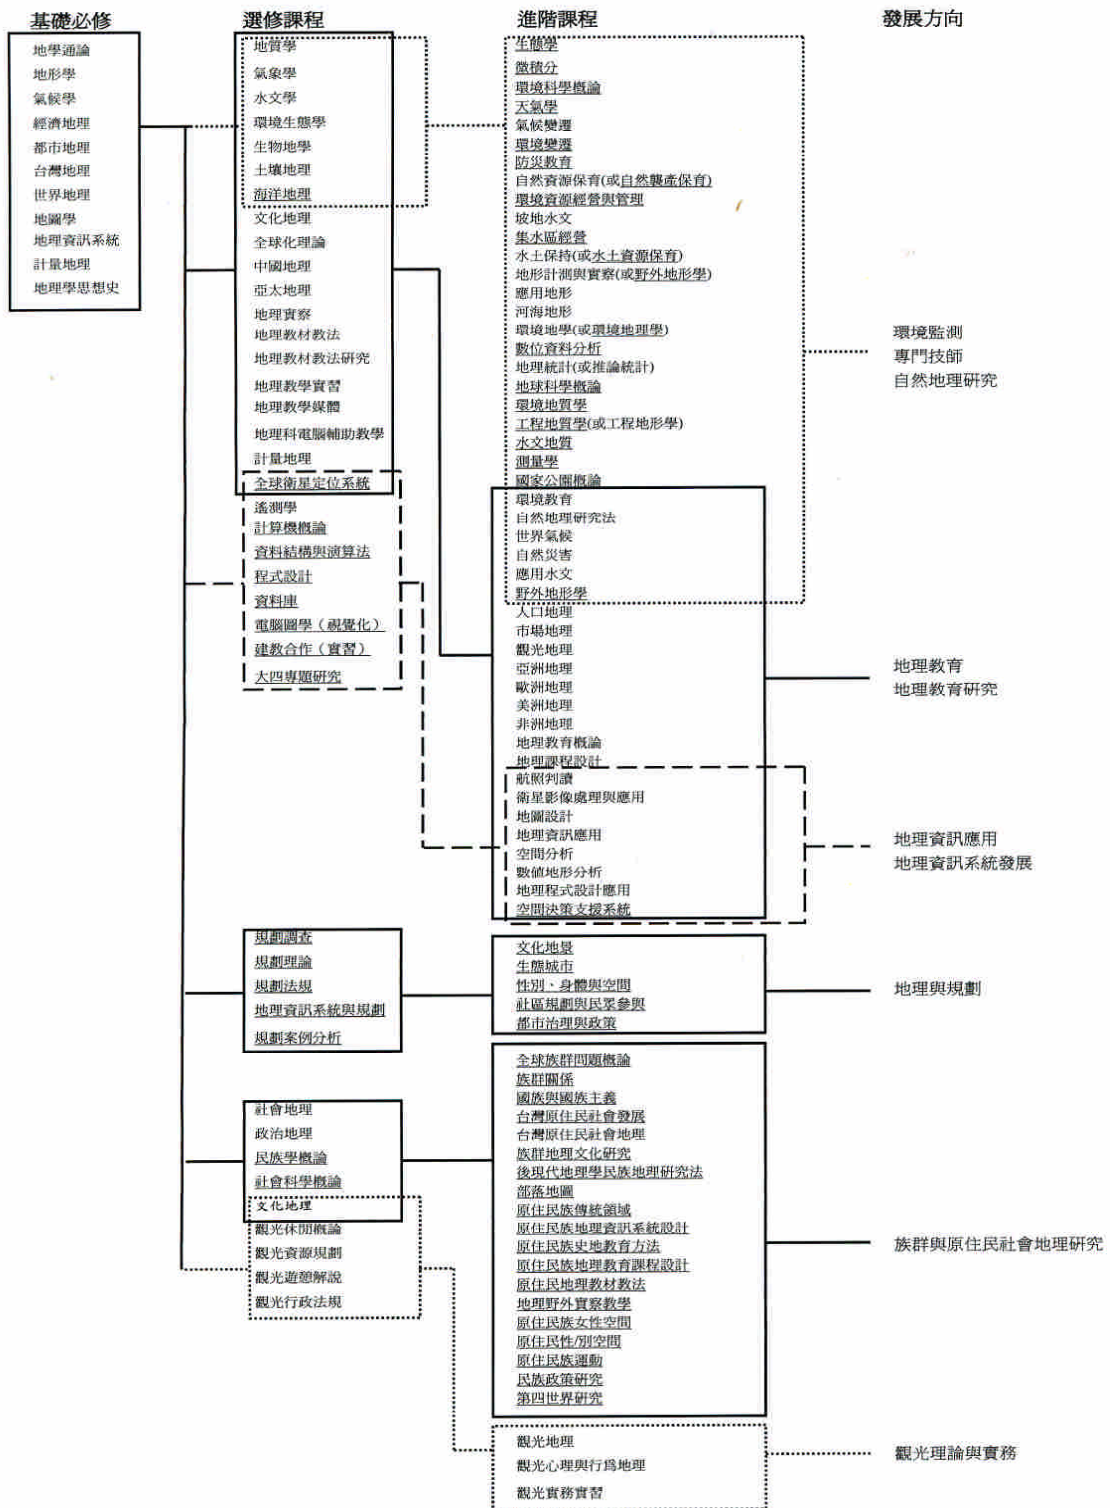 基礎必修
地學通論
地形學
氣候學
經濟地理
都市地理
台灣地理
世界地理
地圖學
地理資訊系統
計量地理
地理學思想史
選修課程
地質學
氣象學
水文學
環境生態學
生物地學
土壤地理
海洋地理
文化地理
全球化理論
中國地理
亞太地理
地理實察
地理教材教法
地理教材教法研究
地理教學實習
地理教學媒體
地理科電腦輔助教學
計量地理
全球衛星定位系統
遙測學
計算機概論
資料結構與演算法
程式設計
資料庫
電腦圖學（視覺化）
建教合作（實習）
大四專題研究
規劃調查
規劃理論
規劃法規
地理資訊系統與規劃
規劃案例分析
社會地理
政治地理
民族學概論
社會科學概論
文化地理
觀光休閒概論
觀光資源規劃
觀光遊憩解說
觀光行政法規
進階課程
生態學
微積分
環境科學概論
天氣學
氣候變遷
環境變遷
防災教育
自然資源保育(或自然襲產保育)
環境資源經營與管理
坡地水文
集水區經營
水土保持(或水土資源保育)
地形計測與實察(或野外地形學)
應用地形
河海地形
環境地學(或環境地理學)
數位資料分析
地理統計(或推論統計)
地球科學概論
環境地質學
工程地質學(或工程地形學)
水文地質
測量學
國家公園概論
環境教育
自然地理研究法
世界氣候
自然災害
應用水文
野外地形學
人口地理
市場地理
觀光地理
亞洲地理
歐洲地理
美洲地理
非洲地理
地理教育概論
地理課程設計
航照判讀
衛星影像處理與應用
地圖設計
地理資訊應用
空間分析
數值地形分析
地理程式設計應用
空間決策支援系統
文化地景
生態城市
性別、身體與空間
社區規劃與民眾參與
都市治理與政策
全球族群問題概論
族群關係
國族與國族主義
台灣原住民社會發展
台灣原住民社會地理
族群地理文化研究
後現代地理學民族地理研究法
部落地圖
原住民族傳統領域
原住民族地理資訊系統設計
原住民族史地教育方法
原住民族地理教育課程設計
原住民地理教材教法
地理野外實察教學
原住民族女性空間
原住民性/別空間
原住民族運動
民族政策研究
第四世界研究
觀光地理
觀光心理與行為地理
觀光實務實習
發展方向
環境監測
專門技師
自然地理研究
地理教育
地理教育研究
地理資訊應用
地理資訊系統發展
地理與規劃
族群與原住民社會地理研究
觀光理論與實務